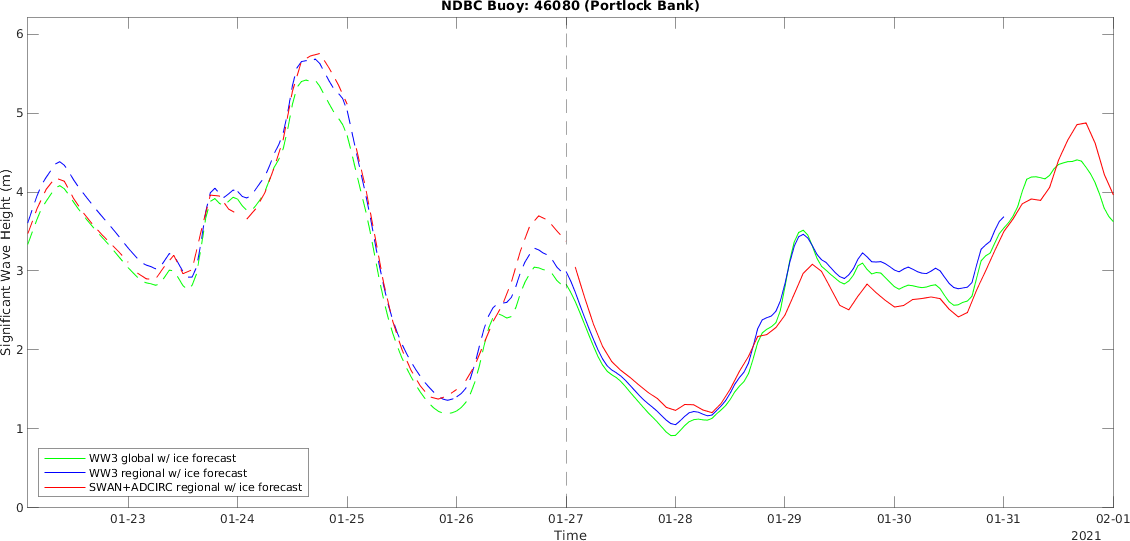 NDBC Buoy: 46080 (Portlock Bank)
Significant Wave Height (m)
6
5
4
3
2
1
0
WW3 global w/ ice forecast
WW3 regional w/ ice forecast
SWAN+ADCIRC regional w/ ice forecast
01-23 01-24 01-25 01-26 01-27 01-28 01-29 01-30 01-31 02-01
Time
2021